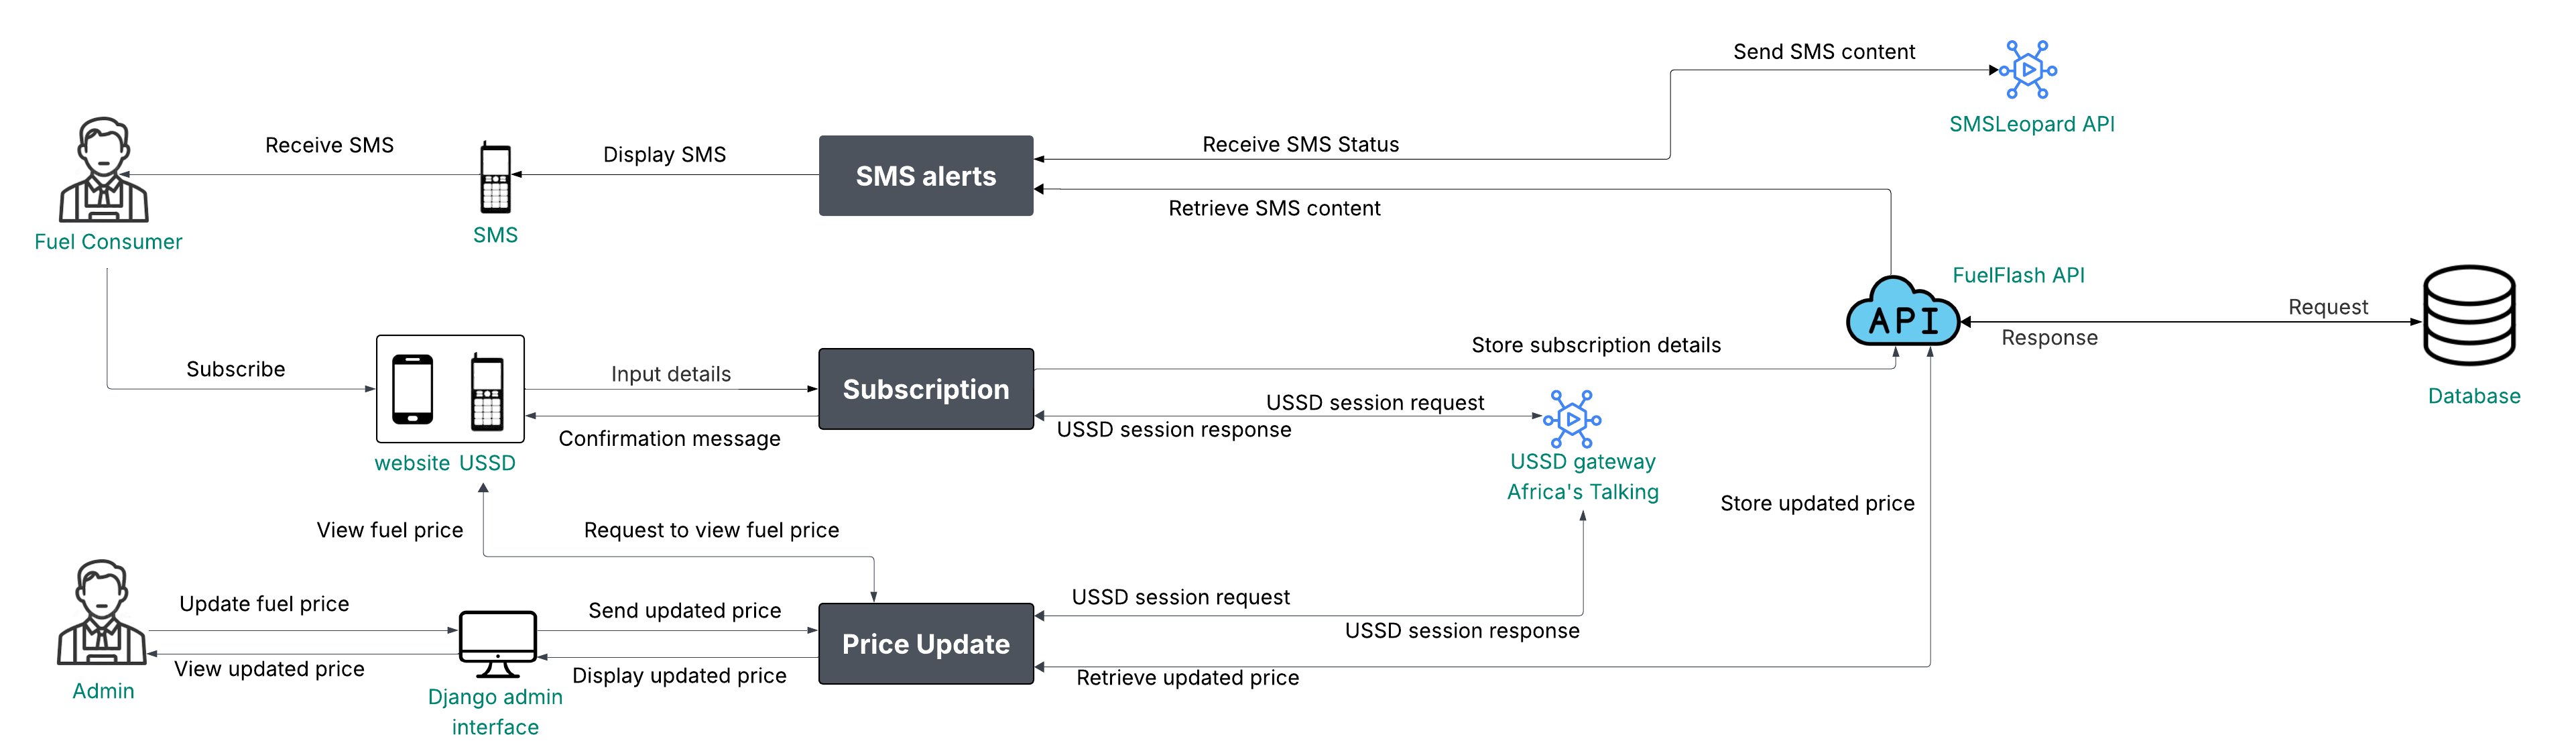 Send SMS content
SMSLeopard API
Receive SMS
Display SMS
SMS alerts
Receive SMS Status
Retrieve SMS content
Fuel Consumer
SMS
FuelFlash API
API
Request
Response
Database
Subscribe
Input details
Subscription
Store subscription details
Confirmation message
USSD session request
USSD session response
website USSD
USSD gateway
Africa's Talking
View fuel price
Request to view fuel price
Store updated price
Update fuel price
Send updated price
Price Update
USSD session request
USSD session response
View updated price
Display updated price
Retrieve updated price
Admin
Django admin
interface